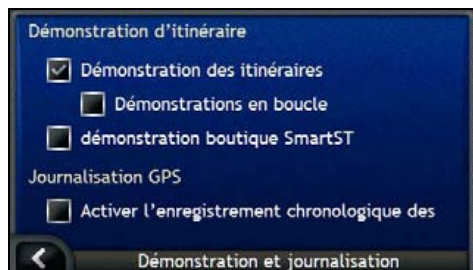 Démonstration d'itinéraire
Démonstration des itinéraires
Démonstrations en boucle
démonstration boutique SmartST
Journalisation GPS
Activer l'enregistrement chronologique des
Démonstration et journalisation